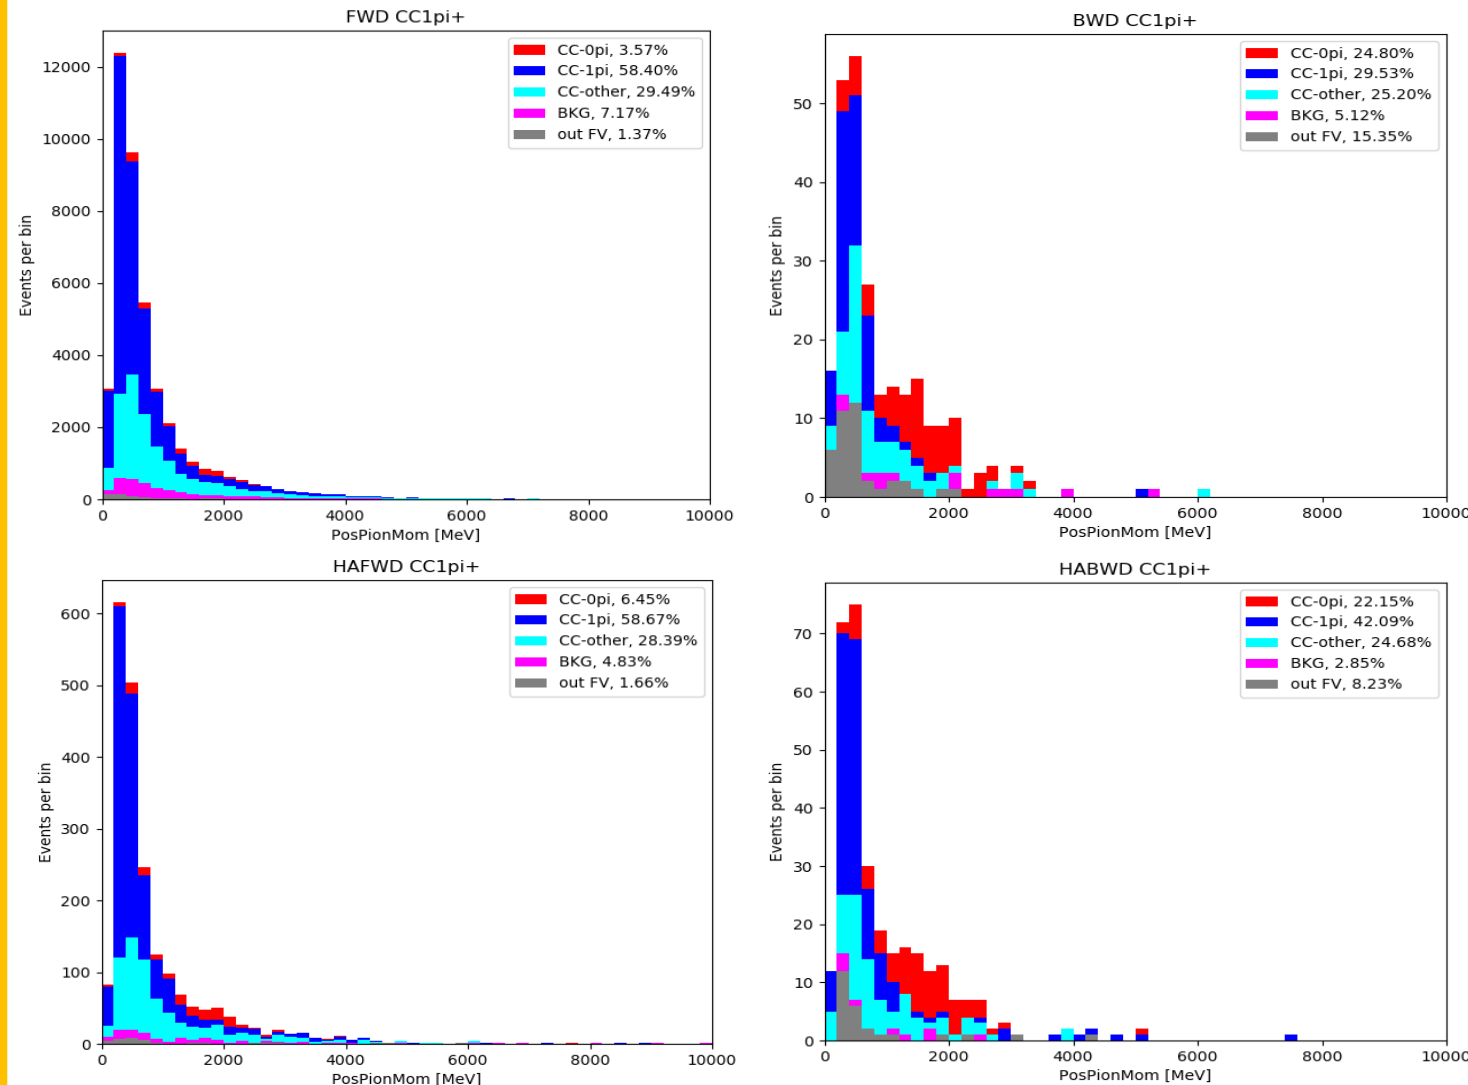 FWD CC1pi+
CC-0pi, 3.57%
CC-1pi, 58.40%
CC-other, 29.49%
BKG, 7.17%
out FV, 1.37%
12000
10000
8000
6000
4000
2000
0
Events per bin
0 2000 4000 6000 8000 10000
PosPionMom [MeV]
BWD CC1pi+
CC-0pi, 24.80%
CC-1pi, 29.53%
CC-other, 25.20%
BKG, 5.12%
out FV, 15.35%
50
40
30
20
10
0
Events per bin
0 2000 4000 6000 8000 10000
PosPionMom [MeV]
HAFWD CC1pi+
CC-0pi, 6.45%
CC-1pi, 58.67%
CC-other, 28.39%
BKG, 4.83%
out FV, 1.66%
600
500
400
300
200
100
0
Events per bin
0 2000 4000 6000 8000 10000
PosPionMom [MeV]
HABWD CC1pi+
CC-0pi, 22.15%
CC-1pi, 42.09%
CC-other, 24.68%
BKG, 2.85%
out FV, 8.23%
70
60
50
40
30
20
10
0
Events per bin
0 2000 4000 6000 8000 10000
PosPionMom [MeV]